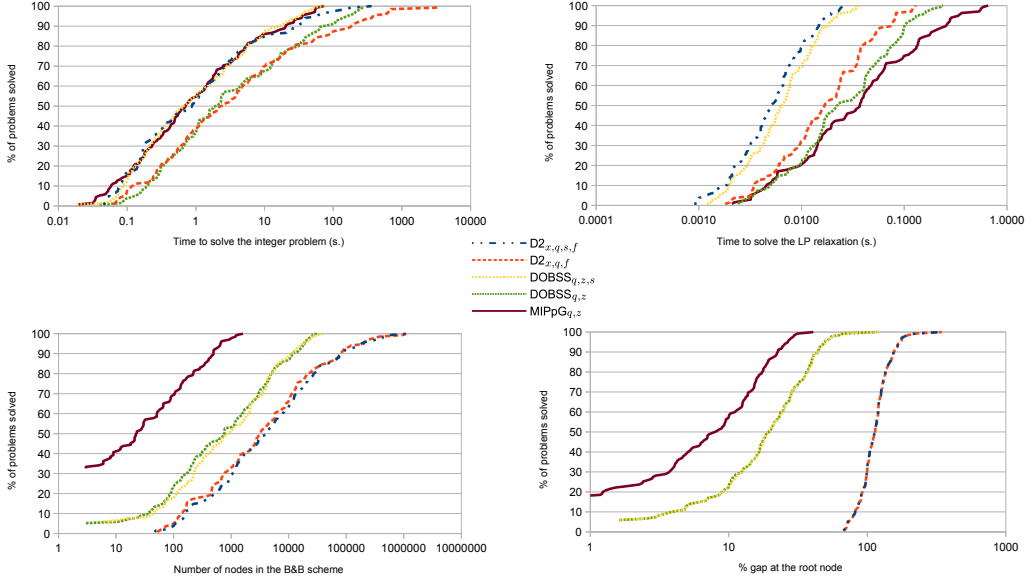 % of problems solved
100
90
80
70
60
50
40
30
20
10
0
0.01 0.1 1 10 100 1000 10000
Time to solve the integer problem (s.)
% of problems solved
100
90
80
70
60
50
40
30
20
10
0
0.0001 0.0010 0.0100 0.1000 1.0000
Time to solve the LP relaxation (s.)
D2x,q,s,f
D2x,q,f
DOBSSq,z,s
DOBSSq,z
MIPpGq,z
% of problems solved
100
90
80
70
60
50
40
30
20
10
0
1 10 100 1000 10000 100000 1000000 10000000
Number of nodes in the B&B scheme
% of problems solved
100
90
80
70
60
50
40
30
20
10
0
1 10 100 1000
% gap at the root node